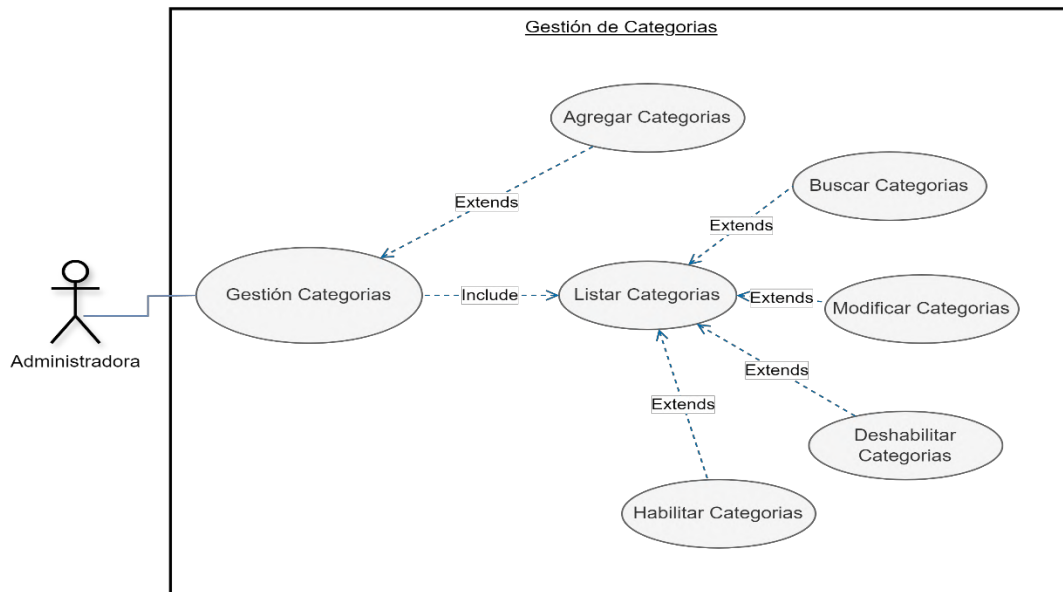 Gestión de Categorias
Agregar Categorias
Buscar Categorias
Extends
Extends
Gestión Categorias
Include
Listar Categorias
Extends
Modificar Categorias
Administradora
Extends
Extends
Deshabilitar
Categorias
Habilitar Categorias